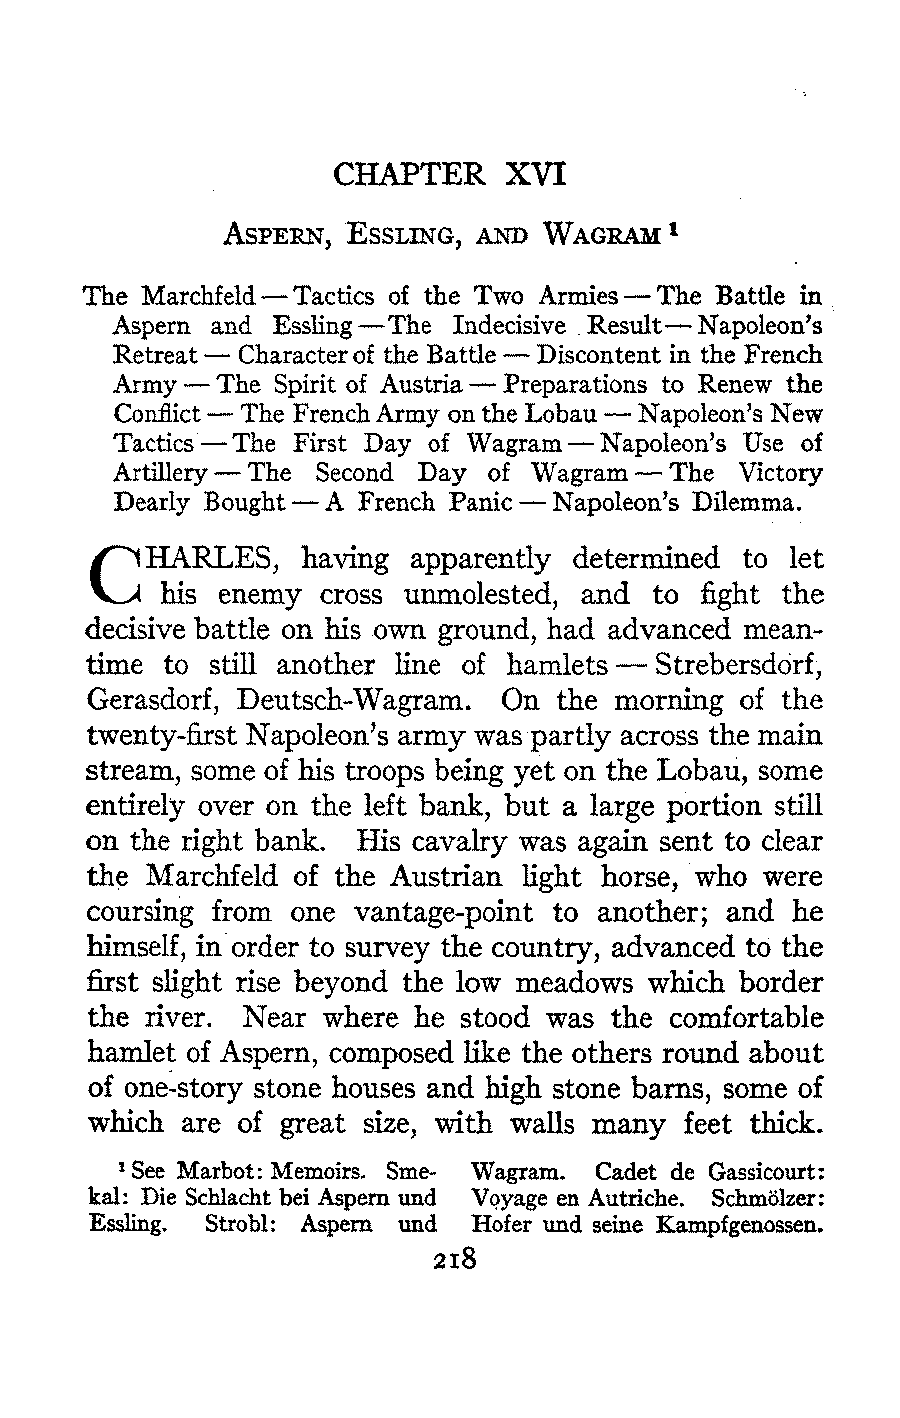 CHAPTER XVI
ASPERN, ESSLING, AND WAGRAM ¹
The Marchfeld — Tactics of the Two Armies — The Battle in
Aspern and Essling — The Indecisive Result — Napoleon's
Retreat — Character of the Battle — Discontent in the French
Army — The Spirit of Austria — Preparations to Renew the
Conflict — The French Army on the Lobau — Napoleon's New
Tactics — The First Day of Wagram — Napoleon's Use of
Artillery — The Second Day of Wagram — The Victory
Dearly Bought — A French Panic — Napoleon's Dilemma.
CHARLES, having apparently determined to let
his enemy cross unmolested, and to fight the
decisive battle on his own ground, had advanced mean-
time to still another line of hamlets — Strebersdorf,
Gerasdorf, Deutsch-Wagram. On the morning of the
twenty-first Napoleon's army was partly across the main
stream, some of his troops being yet on the Lobau, some
entirely over on the left bank, but a large portion still
on the right bank. His cavalry was again sent to clear
the Marchfeld of the Austrian light horse, who were
coursing from one vantage-point to another; and he
himself, in order to survey the country, advanced to the
first slight rise beyond the low meadows which border
the river. Near where he stood was the comfortable
hamlet of Aspern, composed like the others round about
of one-story stone houses and high stone barns, some of
which are of great size, with walls many feet thick.
¹ See Marbot: Memoirs. Sme-
kal: Die Schlacht bei Aspern und
Essling. Strobl: Aspern und
Wagram. Cadet de Gassicourt:
Voyage en Autriche. Schmölzer:
Hofer und seine Kampfgenossen.
218